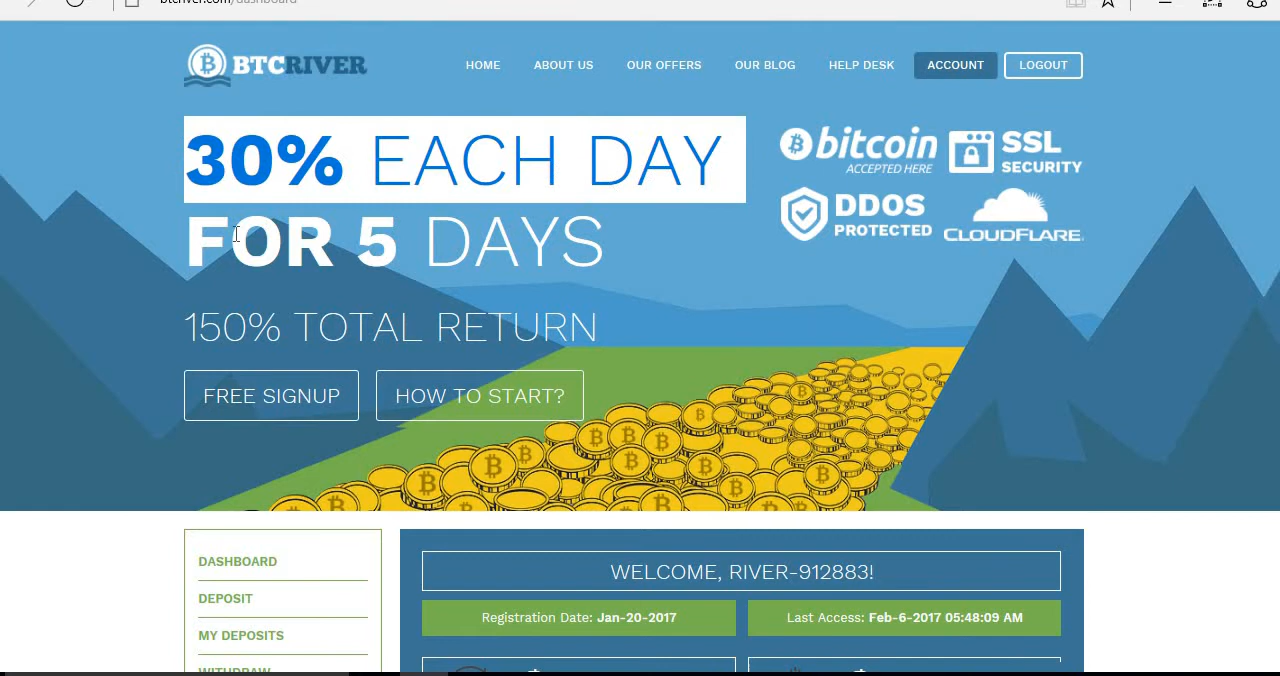 btcriver.com/dashboard
BTCRIVER
HOME
ABOUT US
OUR OFFERS
OUR BLOG
HELP DESK
ACCOUNT
LOGOUT
30% EACH DAY
FOR 5 DAYS
150% TOTAL RETURN
FREE SIGNUP
HOW TO START?
bitcoin
ACCEPTED HERE
SSL
SECURITY
DDOS
PROTECTED
CLOUDFLARE
DASHBOARD
DEPOSIT
MY DEPOSITS
WITHDRAW
WELCOME, RIVER-912883!
Registration Date: Jan-20-2017
Last Access: Feb-6-2017 05:48:09 AM